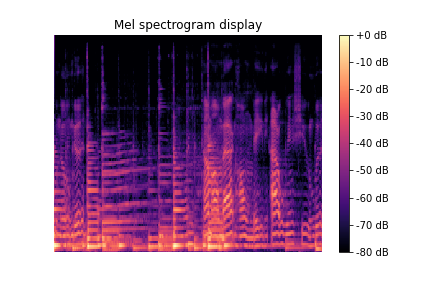 Mel spectrogram display
+0 dB
-10 dB
-20 dB
-30 dB
-40 dB
-50 dB
-60 dB
-70 dB
-80 dB